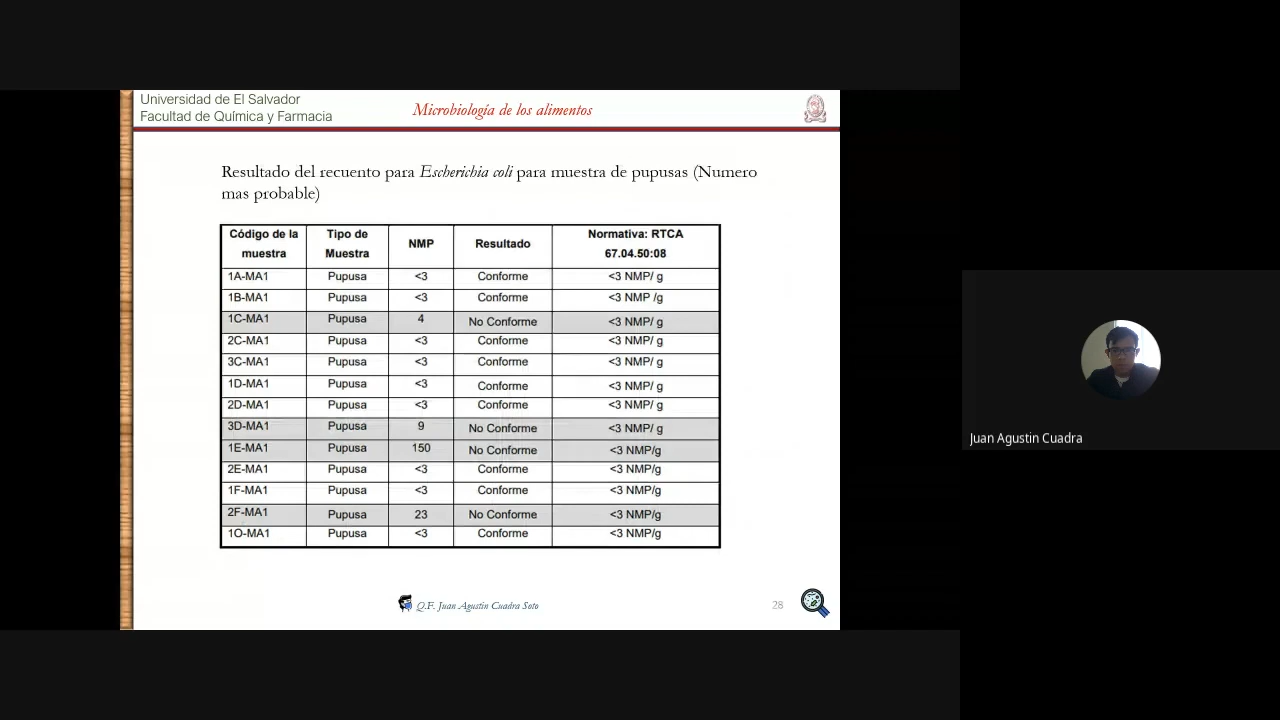 Universidad de El Salvador
Facultad de Química y Farmacia
Microbiología de los alimentos
Resultado del recuento para Escherichia coli para muestra de pupusas (Numero
mas probable)
Código de la muestra Tipo de Muestra NMP Resultado Normativa: RTCA 67.04.50:08
1A-MA1 Pupusa <3 Conforme <3 NMP/ g
1B-MA1 Pupusa <3 Conforme <3 NMP /g
1C-MA1 Pupusa 4 No Conforme <3 NMP/ g
2C-MA1 Pupusa <3 Conforme <3 NMP/ g
3C-MA1 Pupusa <3 Conforme <3 NMP/ g
1D-MA1 Pupusa <3 Conforme <3 NMP/ g
2D-MA1 Pupusa <3 Conforme <3 NMP/ g
3D-MA1 Pupusa 9 No Conforme <3 NMP/ g
1E-MA1 Pupusa 150 No Conforme <3 NMP/g
2E-MA1 Pupusa <3 Conforme <3 NMP/g
1F-MA1 Pupusa <3 Conforme <3 NMP/g
2F-MA1 Pupusa 23 No Conforme <3 NMP/g
1O-MA1 Pupusa <3 Conforme <3 NMP/g
Q.F. Juan Agustín Cuadra Soto
28
Juan Agustin Cuadra